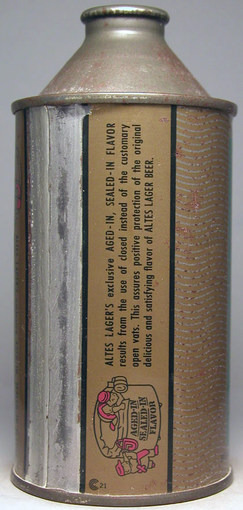 ALTES LAGER'S exclusive AGED-IN, SEALED-IN FLAVOR
results from the use of closed instead of the customary
open vats. This assures positive protection of the original
delicious and satisfying flavor of ALTES LAGER BEER.
AGED-IN
SEALED-IN
FLAVOR
C 21